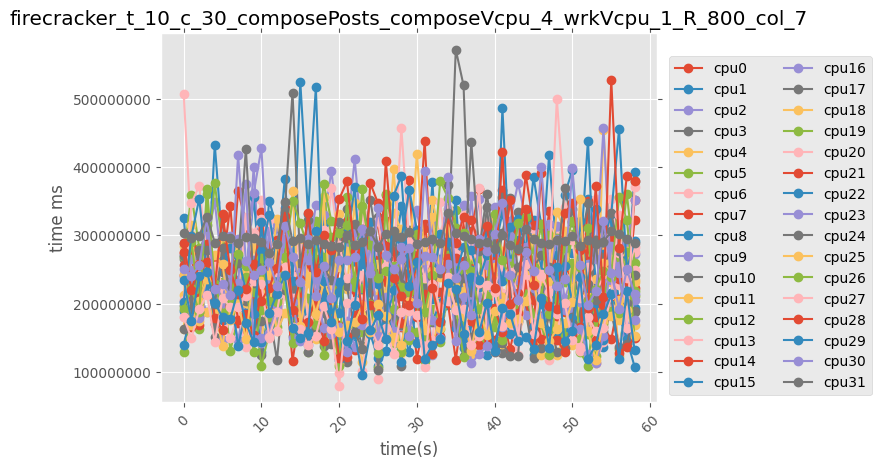 firecracker_t_10_c_30_composePosts_composeVcpu_4_wrkVcpu_1_R_800_col_7
500000000
400000000
300000000
200000000
100000000
time ms
0 10 20 30 40 50 60
time(s)
cpu0 cpu16
cpu1 cpu17
cpu2 cpu18
cpu3 cpu19
cpu4 cpu20
cpu5 cpu21
cpu6 cpu22
cpu7 cpu23
cpu8 cpu24
cpu9 cpu25
cpu10 cpu26
cpu11 cpu27
cpu12 cpu28
cpu13 cpu29
cpu14 cpu30
cpu15 cpu31